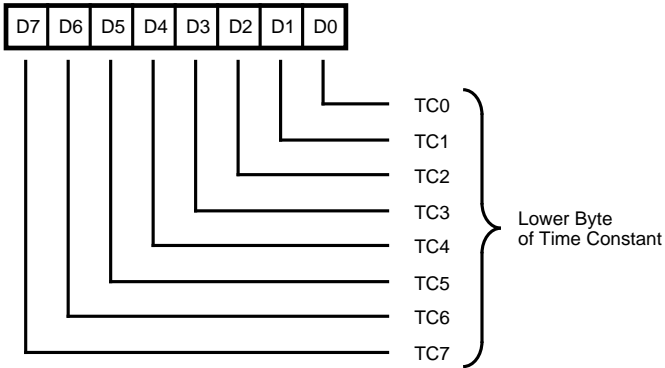 D7 D6 D5 D4 D3 D2 D1 D0
TC0
TC1
TC2
TC3
TC4
TC5
TC6
TC7
Lower Byte
of Time Constant